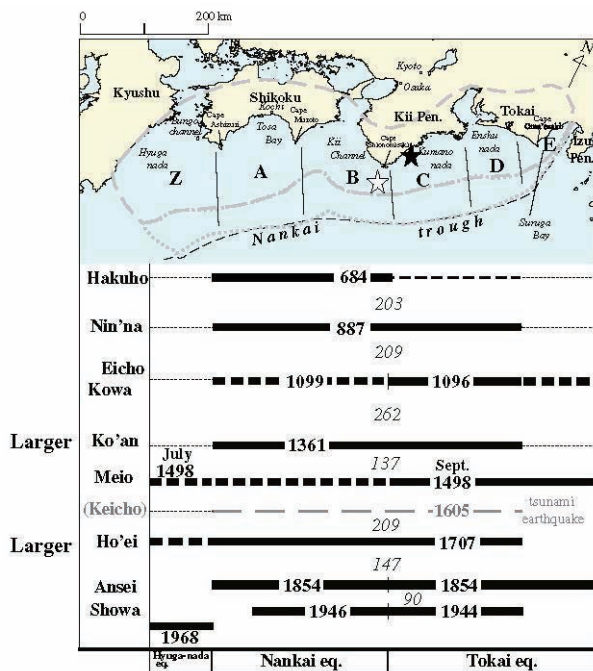 0 200 km
N
Kyoto
Osaka
Kyushu
Shikoku
Kochi
Kii Pen.
Tokai
Cape
Cape Ashizuri
Cape Muroto
Bungo channel
Tosa Bay
Kii Channel
Cape
Kumano nada
Enshu nada
Izu Pen.
Hyuga nada
Z A B C D E
Nankai trough
Suruga Bay
Hakuho 684
203
Nin'na 887
209
Eicho
Kowa 1099 1096
262
Ko'an 1361
Larger
July
1498 137 Sept.
Meio 1498
(Keicho) 1605 tsunami earthquake
209
Larger Ho'ei 1707
147
Ansei 1854 1854
90
Showa 1946 1944
1968
Hyuga-nada eq. Nankai eq. Tokai eq.